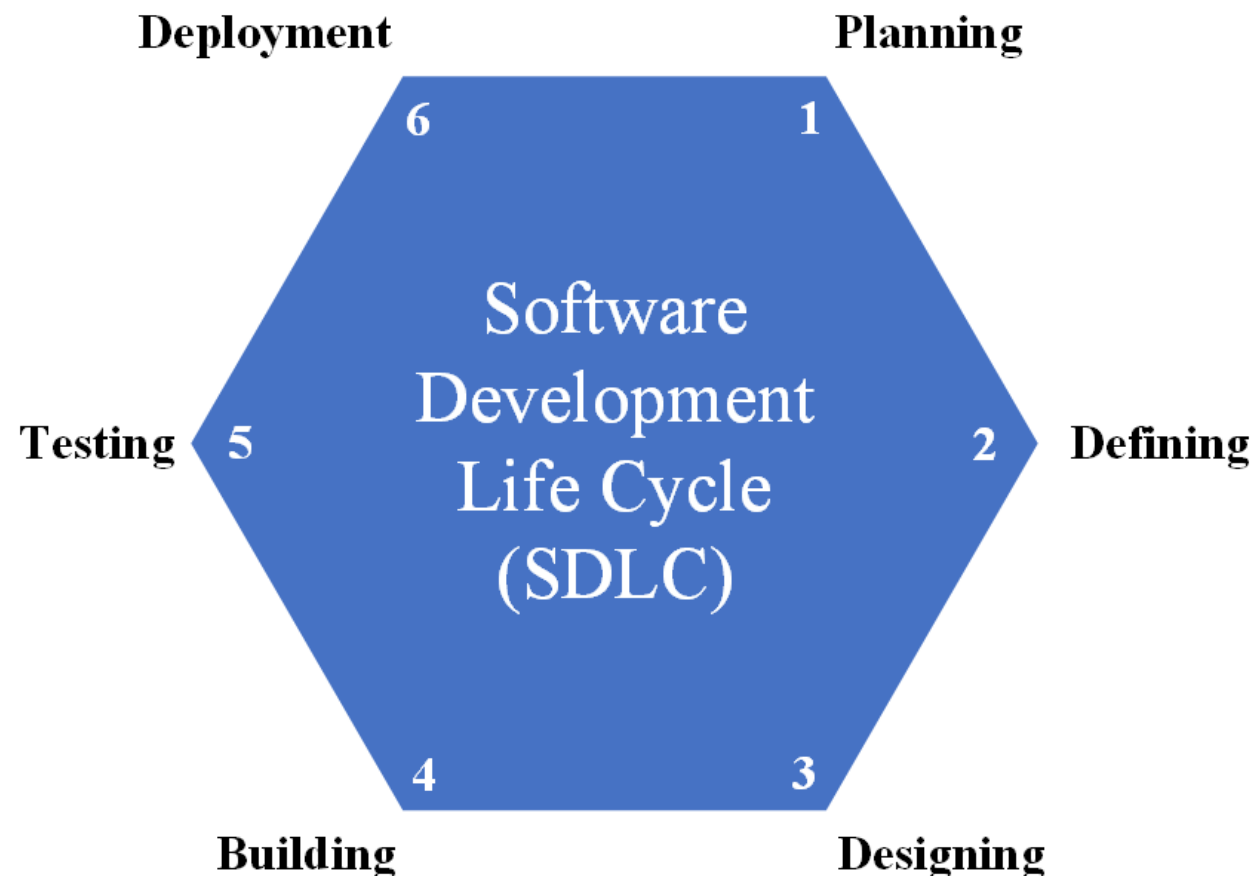 Deployment
Planning
6
1
Software
Development
Life Cycle
(SDLC)
Testing
5
2
Defining
4
3
Building
Designing